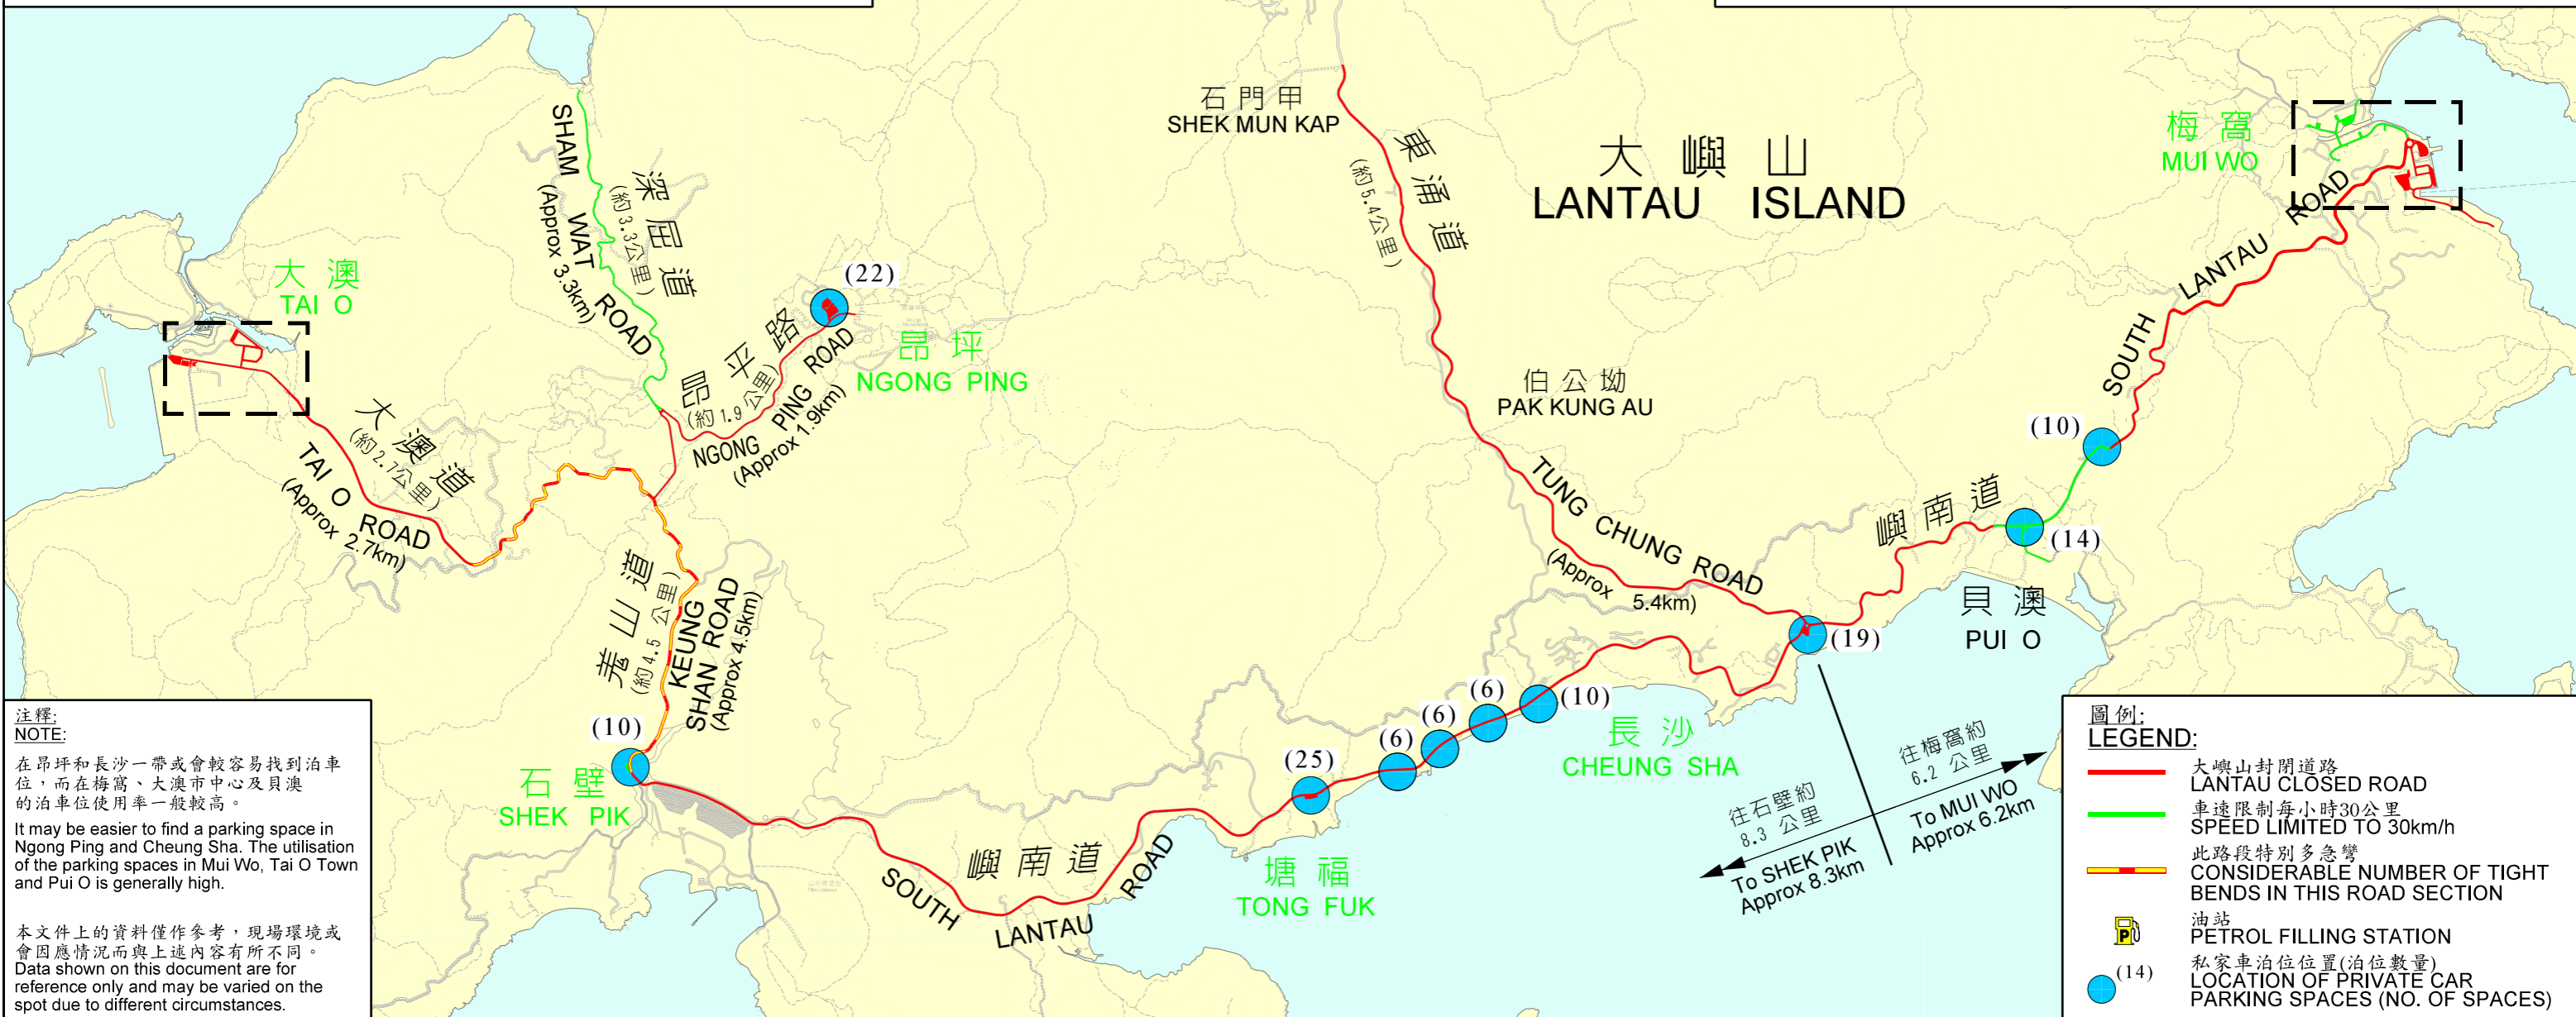 石門甲
SHEK MUN KAP
大嶼山
LANTAU ISLAND
梅窩
MUI WO
大澳
TAI O
深屈道
(約3.3公里)
SHAM WAT ROAD
(Approx 3.3km)
東涌道
(約5.4公里)
(22)
昂平路
(約1.9公里)
NGONG PING ROAD
(Approx 1.9km)
昂坪
NGONG PING
伯公坳
PAK KUNG AU
大澳道
(約2.7公里)
TAI O ROAD
(Approx 2.7km)
TUNG CHUNG ROAD
(Approx 5.4km)
SOUTH LANTAU ROAD
(10)
嶼南道
(14)
貝澳
PUI O
(19)
羗山道
(約4.5公里)
KEUNG
SHAN ROAD
(Approx 4.5km)
(10)
石壁
SHEK PIK
(25)
(6)
(6)
(6)
(10)
長沙
CHEUNG SHA
塘福
TONG FUK
嶼南道
SOUTH LANTAU ROAD
往石壁約
8.3 公里
To SHEK PIK
Approx 8.3km
往梅窩約
6.2 公里
To MUI WO
Approx 6.2km
注釋:
NOTE:
在昂坪和長沙一帶或會較容易找到泊車
位，而在梅窩、大澳市中心及貝澳
的泊車位使用率一般較高。
It may be easier to find a parking space in
Ngong Ping and Cheung Sha. The utilisation
of the parking spaces in Mui Wo, Tai O Town
and Pui O is generally high.
本文件上的資料僅作參考，現場環境或
會因應情況而與上述內容有所不同。
Data shown on this document are for
reference only and may be varied on the
spot due to different circumstances.
圖例:
LEGEND:
大嶼山封閉道路
LANTAU CLOSED ROAD
車速限制每小時30公里
SPEED LIMITED TO 30km/h
此路段特別多急彎
CONSIDERABLE NUMBER OF TIGHT
BENDS IN THIS ROAD SECTION
P
油站
PETROL FILLING STATION
(14)
私家車泊位位置(泊位數量)
LOCATION OF PRIVATE CAR
PARKING SPACES (NO. OF SPACES)